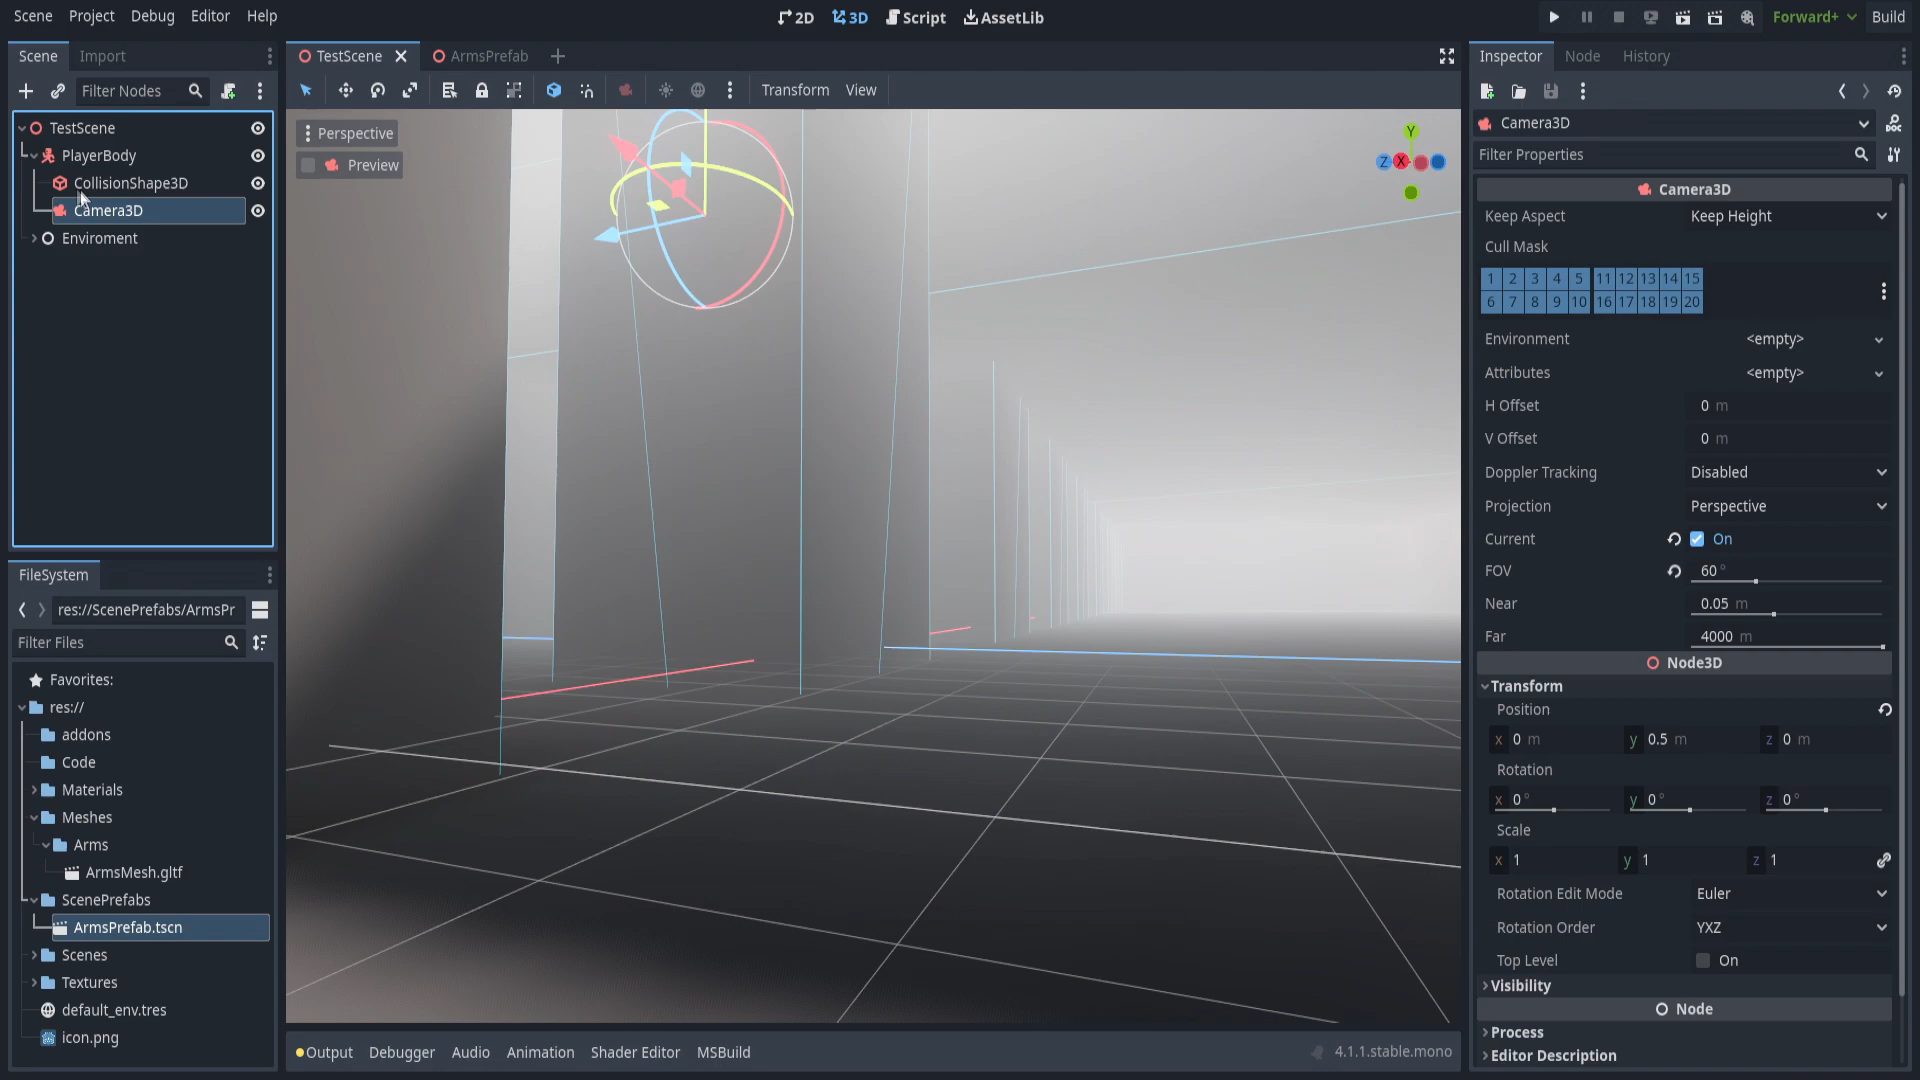 Scene Project Debug Editor Help
2D 3D Script AssetLib
Forward+ Build
Scene Import
Filter Nodes
TestScene
PlayerBody
CollisionShape3D
Camera3D
Enviroment
FileSystem
res://ScenePrefabs/ArmsPr
Filter Files
Favorites:
res://
addons
Code
Materials
Meshes
Arms
ArmsMesh.gltf
ScenePrefabs
ArmsPrefab.tscn
Scenes
Textures
default_env.tres
icon.png
TestScene ArmsPrefab
Transform View
Perspective
Preview
Y
Z X
Output Debugger Audio Animation Shader Editor MSBuild
4.1.1.stable.mono
Inspector Node History
Camera3D
Filter Properties
Camera3D
Keep Aspect Keep Height
Cull Mask
1 2 3 4 5 11 12 13 14 15
6 7 8 9 10 16 17 18 19 20
Environment <empty>
Attributes <empty>
H Offset 0 m
V Offset 0 m
Doppler Tracking Disabled
Projection Perspective
Current On
FOV 60 °
Near 0.05 m
Far 4000 m
Node3D
Transform
Position
x 0 m y 0.5 m z 0 m
Rotation
x 0 ° y 0 ° z 0 °
Scale
x 1 y 1 z 1
Rotation Edit Mode Euler
Rotation Order YXZ
Top Level On
Visibility
Node
Process
Editor Description